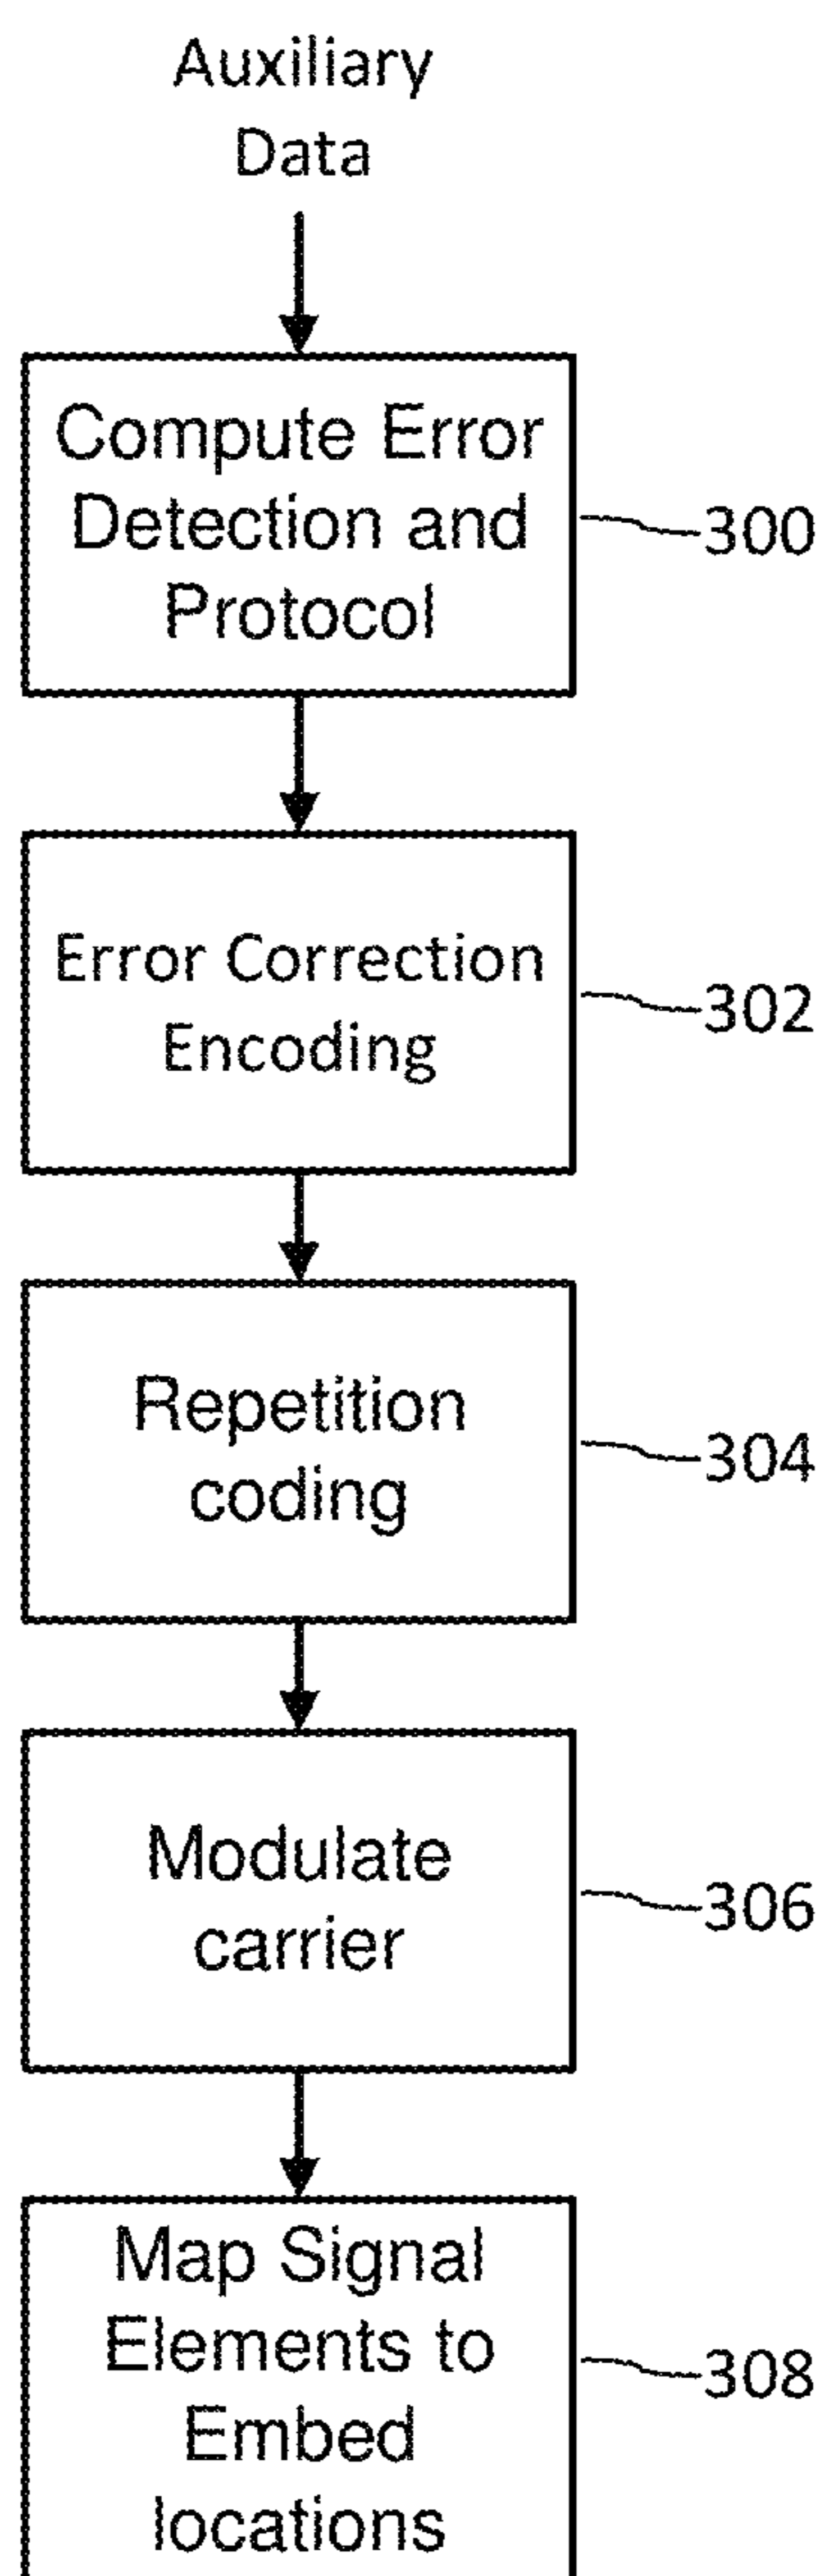 Auxiliary
Data
Compute Error
Detection and
Protocol
300
Error Correction
Encoding
302
Repetition
coding
304
Modulate
carrier
306
Map Signal
Elements to
Embed
locations
308